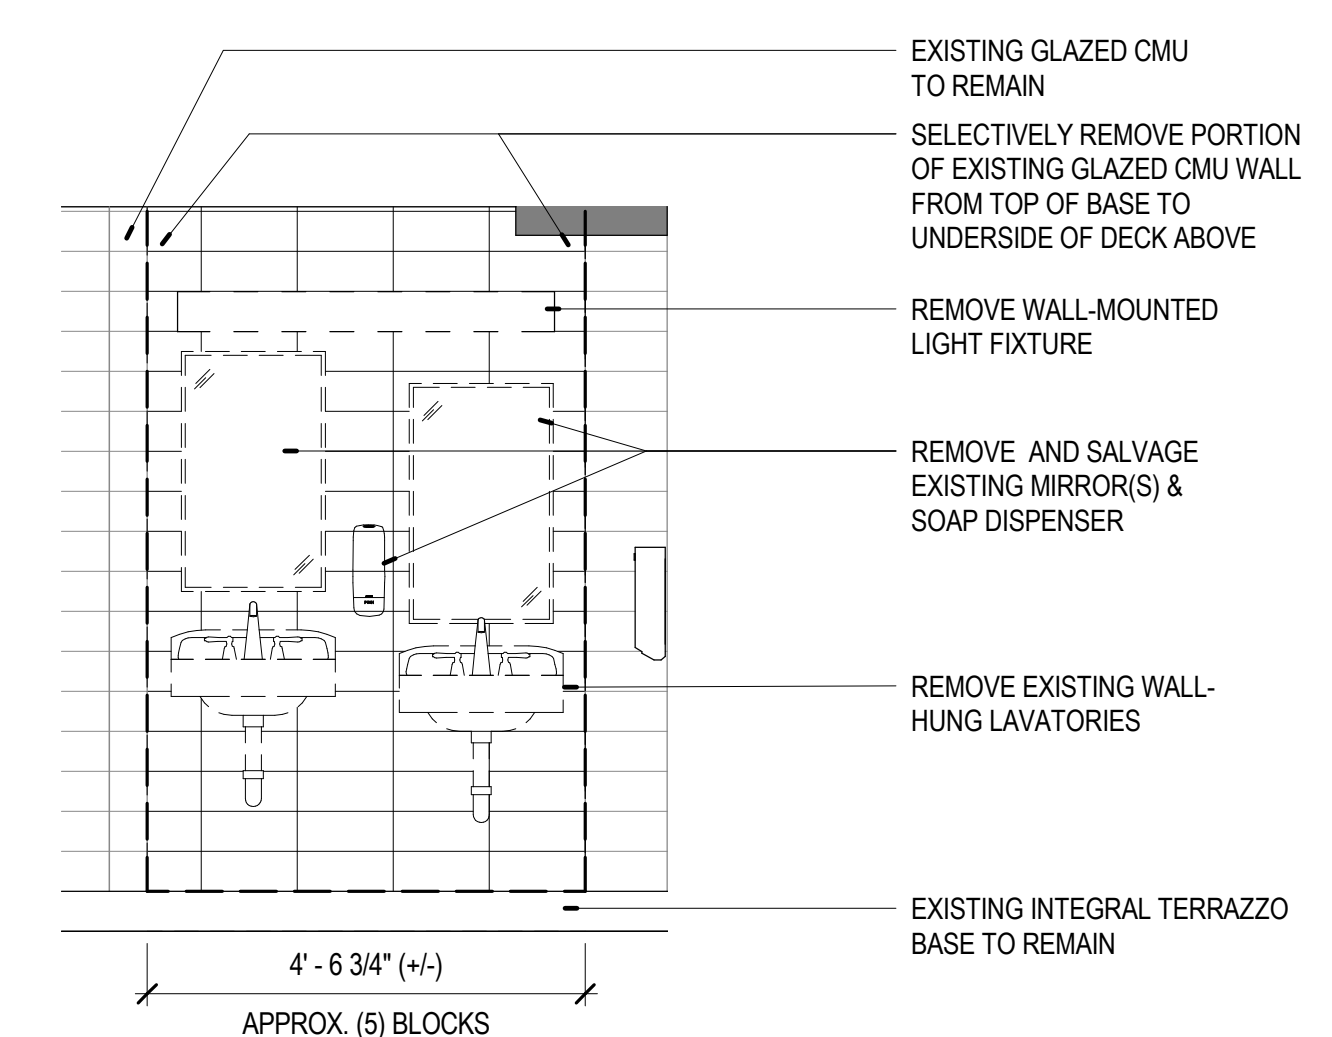 EXISTING GLAZED CMU
TO REMAIN
SELECTIVELY REMOVE PORTION
OF EXISTING GLAZED CMU WALL
FROM TOP OF BASE TO
UNDERSIDE OF DECK ABOVE
REMOVE WALL-MOUNTED
LIGHT FIXTURE
REMOVE AND SALVAGE
EXISTING MIRROR(S) &
SOAP DISPENSER
REMOVE EXISTING WALL-
HUNG LAVATORIES
EXISTING INTEGRAL TERRAZZO
BASE TO REMAIN
4' - 6 3/4" (+/-)
APPROX. (5) BLOCKS